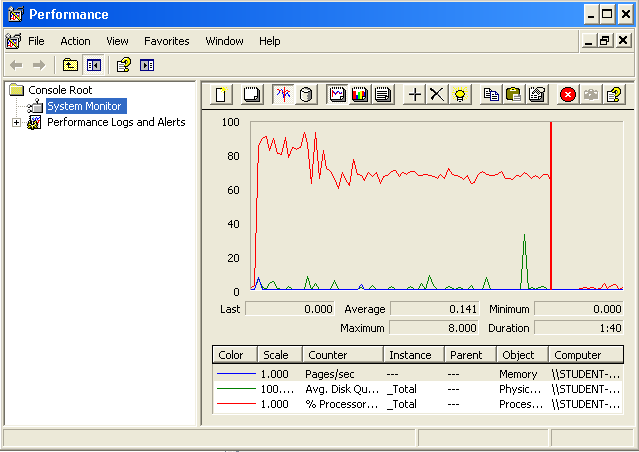 Performance
File Action View Favorites Window Help
Console Root
System Monitor
Performance Logs and Alerts
100
80
60
40
20
0
Last 0.000 Average 0.141 Minimum 0.000
Maximum 8.000 Duration 1:40
Color Scale Counter Instance Parent Object Computer
1.000 Pages/sec --- --- Memory \\STUDENT-...
100.... Avg. Disk Qu... _Total --- Physic... \\STUDENT-...
1.000 % Processor... _Total --- Proces... \\STUDENT-...